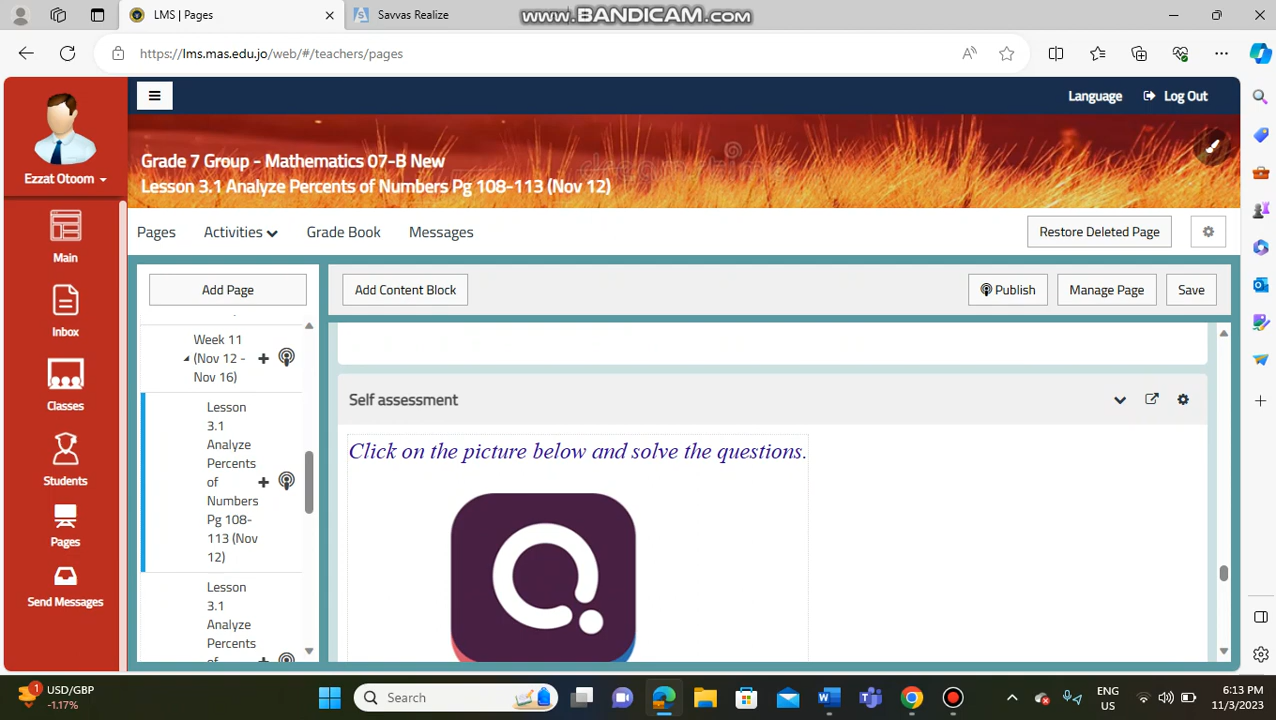 LMS | Pages
Savvas Realize
www.BANDICAM.com
https://lms.mas.edu.jo/web/#/teachers/pages
Language
Log Out
Grade 7 Group - Mathematics 07-B New
Lesson 3.1 Analyze Percents of Numbers Pg 108-113 (Nov 12)
Ezzat Otoom
Pages
Activities
Grade Book
Messages
Restore Deleted Page
Main
Inbox
Classes
Students
Pages
Send Messages
Add Page
Add Content Block
Publish
Manage Page
Save
Week 11
(Nov 12 -
Nov 16)
Lesson
3.1
Analyze
Percents
of
Numbers
Pg 108-
113 (Nov
12)
Lesson
3.1
Analyze
Percents
of
Self assessment
Click on the picture below and solve the questions.
1
USD/GBP
-1.17%
Search
ENG
US
6:13 PM
11/3/2023